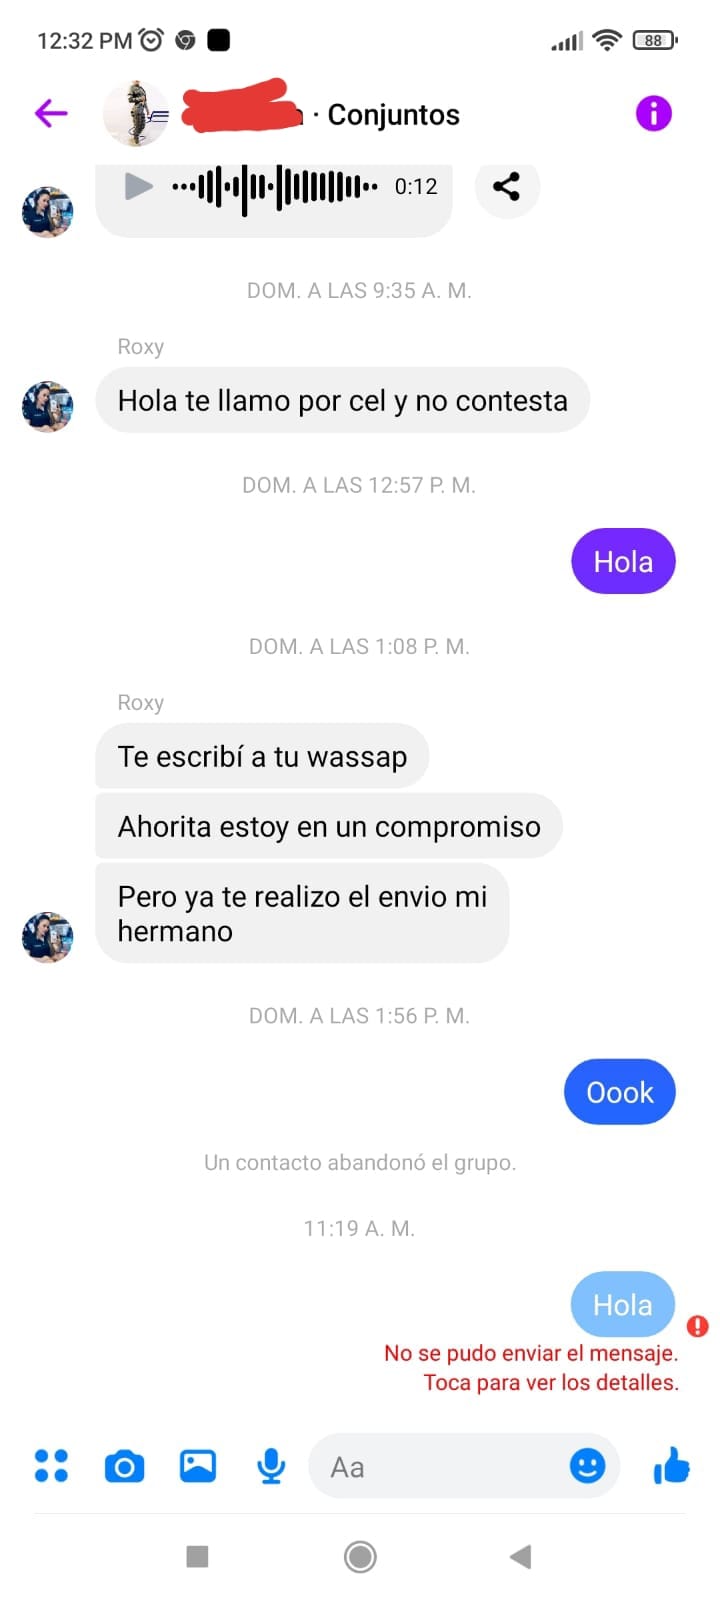 12:32 PM
88
· Conjuntos
0:12
DOM. A LAS 9:35 A. M.
Roxy
Hola te llamo por cel y no contesta
DOM. A LAS 12:57 P. M.
Hola
DOM. A LAS 1:08 P. M.
Roxy
Te escribí a tu wassap
Ahorita estoy en un compromiso
Pero ya te realizo el envio mi
hermano
DOM. A LAS 1:56 P. M.
Oook
Un contacto abandonó el grupo.
11:19 A. M.
Hola
No se pudo enviar el mensaje.
Toca para ver los detalles.
Aa